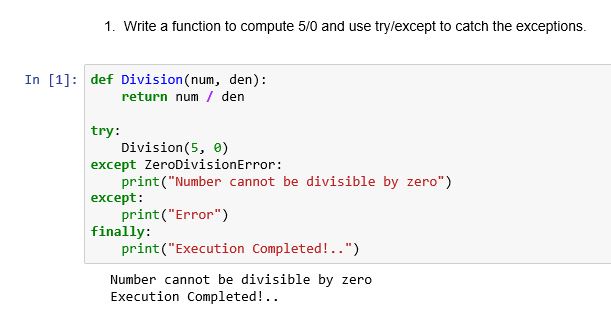 1. Write a function to compute 5/0 and use try/except to catch the exceptions.
In [1]: def Division(num, den):
return num / den
try:
Division(5, 0)
except ZeroDivisionError:
print("Number cannot be divisible by zero")
except:
print("Error")
finally:
print("Execution Completed!..")
Number cannot be divisible by zero
Execution Completed!..